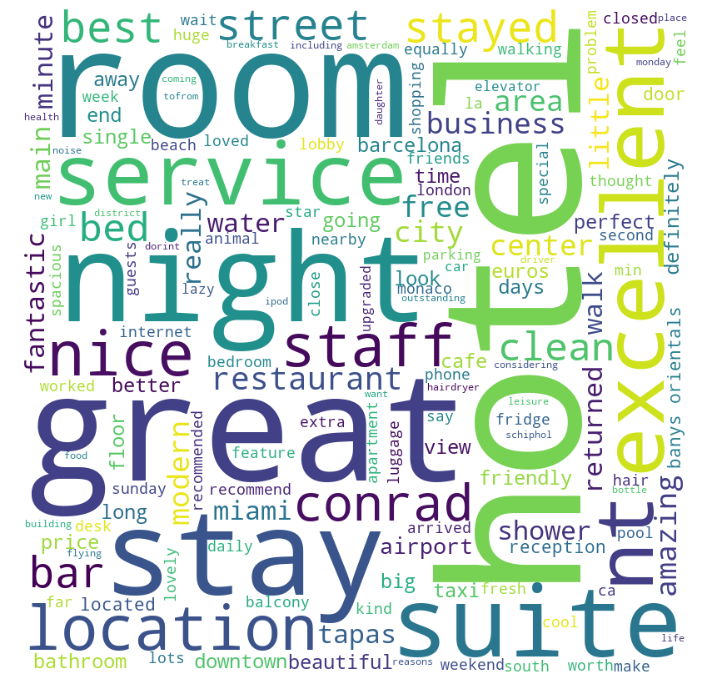 best
wait
huge
street
breakfast
including
amsterdam
stayed
equally
walking
closed
place
problem
feel
minute
room
hotel
excellent
away
coming
week
tofrom
end
daughter
shopping
elevator
la
area
monday
door
little
health
noise
single
main
beach
loved
lobby
barcelona
business
friends
time
london
special
thought
service
new
treat
girl
district
bed
really
water
star
going
free
city
center
perfect
second
definitely
animal
nearby
parking
driver
spacious
dorint
guests
lazy
close
look
car
euros
min
night
monaco
days
upgraded
ipod
outstanding
fantastic
internet
nice
staff
bedroom
cafe
clean
considering
walk
orientals
banys
worked
better
restaurant
phone
hairdryer
want
leisure
returned
great
extra
say
fridge
schiphol
floor
modern
recommended
feature
apartment
luggage
view
food
friendly
hair
sunday
recommend
bottle
nt
amazing
long
miami
conrad
building
desk
arrived
shower
pool
flying
price
stay
daily
airport
reception
bar
lovely
big
taxi
fresh
ca
far
located
balcony
kind
cool
location
tapas
suite
life
bathroom
lots
downtown
beautiful
reasons
weekend
south
worth
make